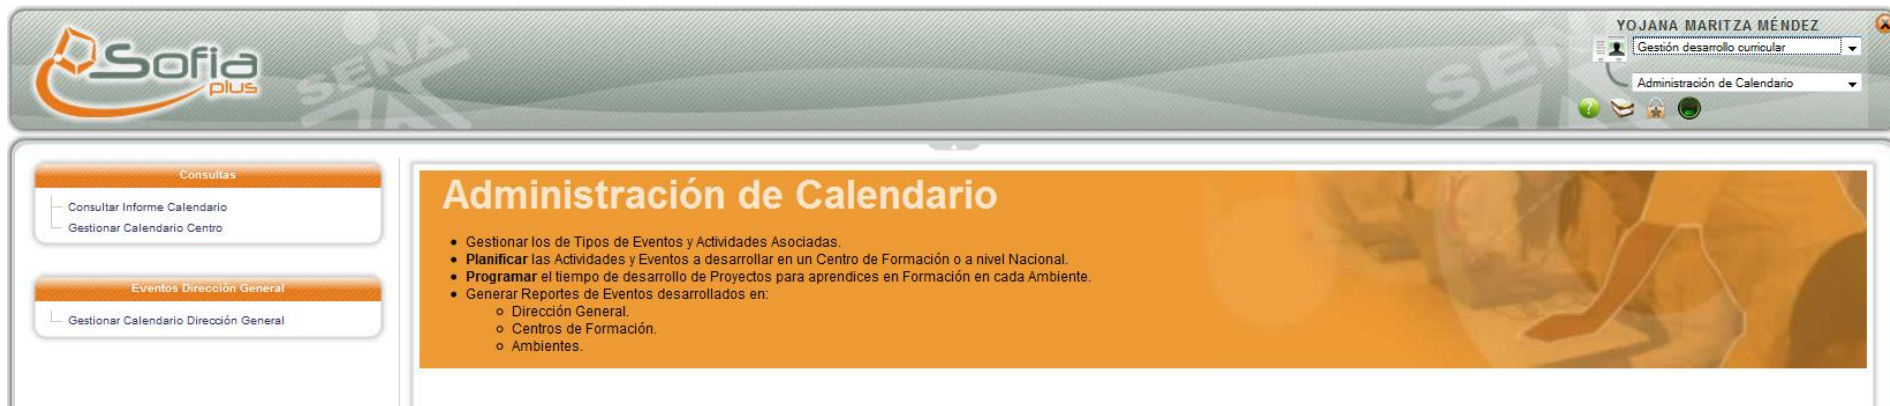 Sofia
plus
SENA
SENA
YOJANA MARITZA MÉNDEZ
Gestión desarrollo curricular
Administración de Calendario
Consultas
Consultar Informe Calendario
Gestionar Calendario Centro
Eventos Dirección General
Gestionar Calendario Dirección General
Administración de Calendario
Gestionar los de Tipos de Eventos y Actividades Asociadas.
Planificar las Actividades y Eventos a desarrollar en un Centro de Formación o a nivel Nacional.
Programar el tiempo de desarrollo de Proyectos para aprendices en Formación en cada Ambiente.
Generar Reportes de Eventos desarrollados en:
Dirección General.
Centros de Formación.
Ambientes.